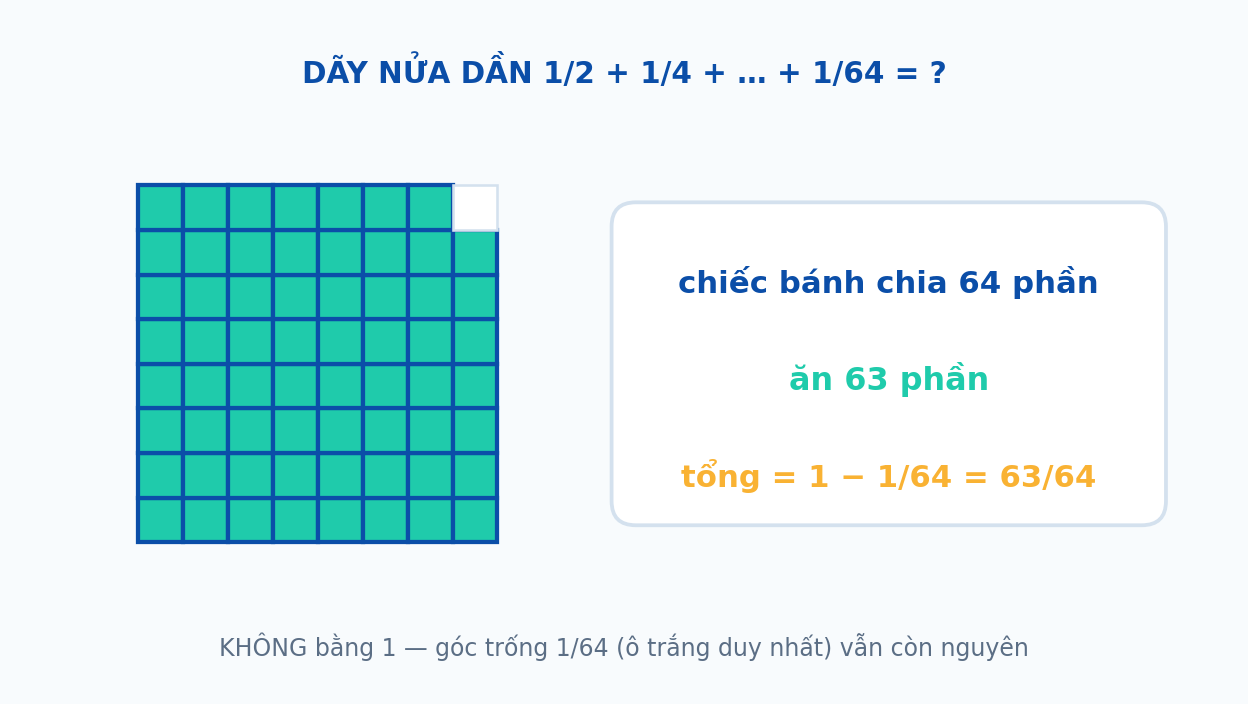 DÃY NỬA DẦN 1/2 + 1/4 + … + 1/64 = ?
chiếc bánh chia 64 phần
ăn 63 phần
tổng = 1 − 1/64 = 63/64
KHÔNG bằng 1 — góc trống 1/64 (ô trắng duy nhất) vẫn còn nguyên